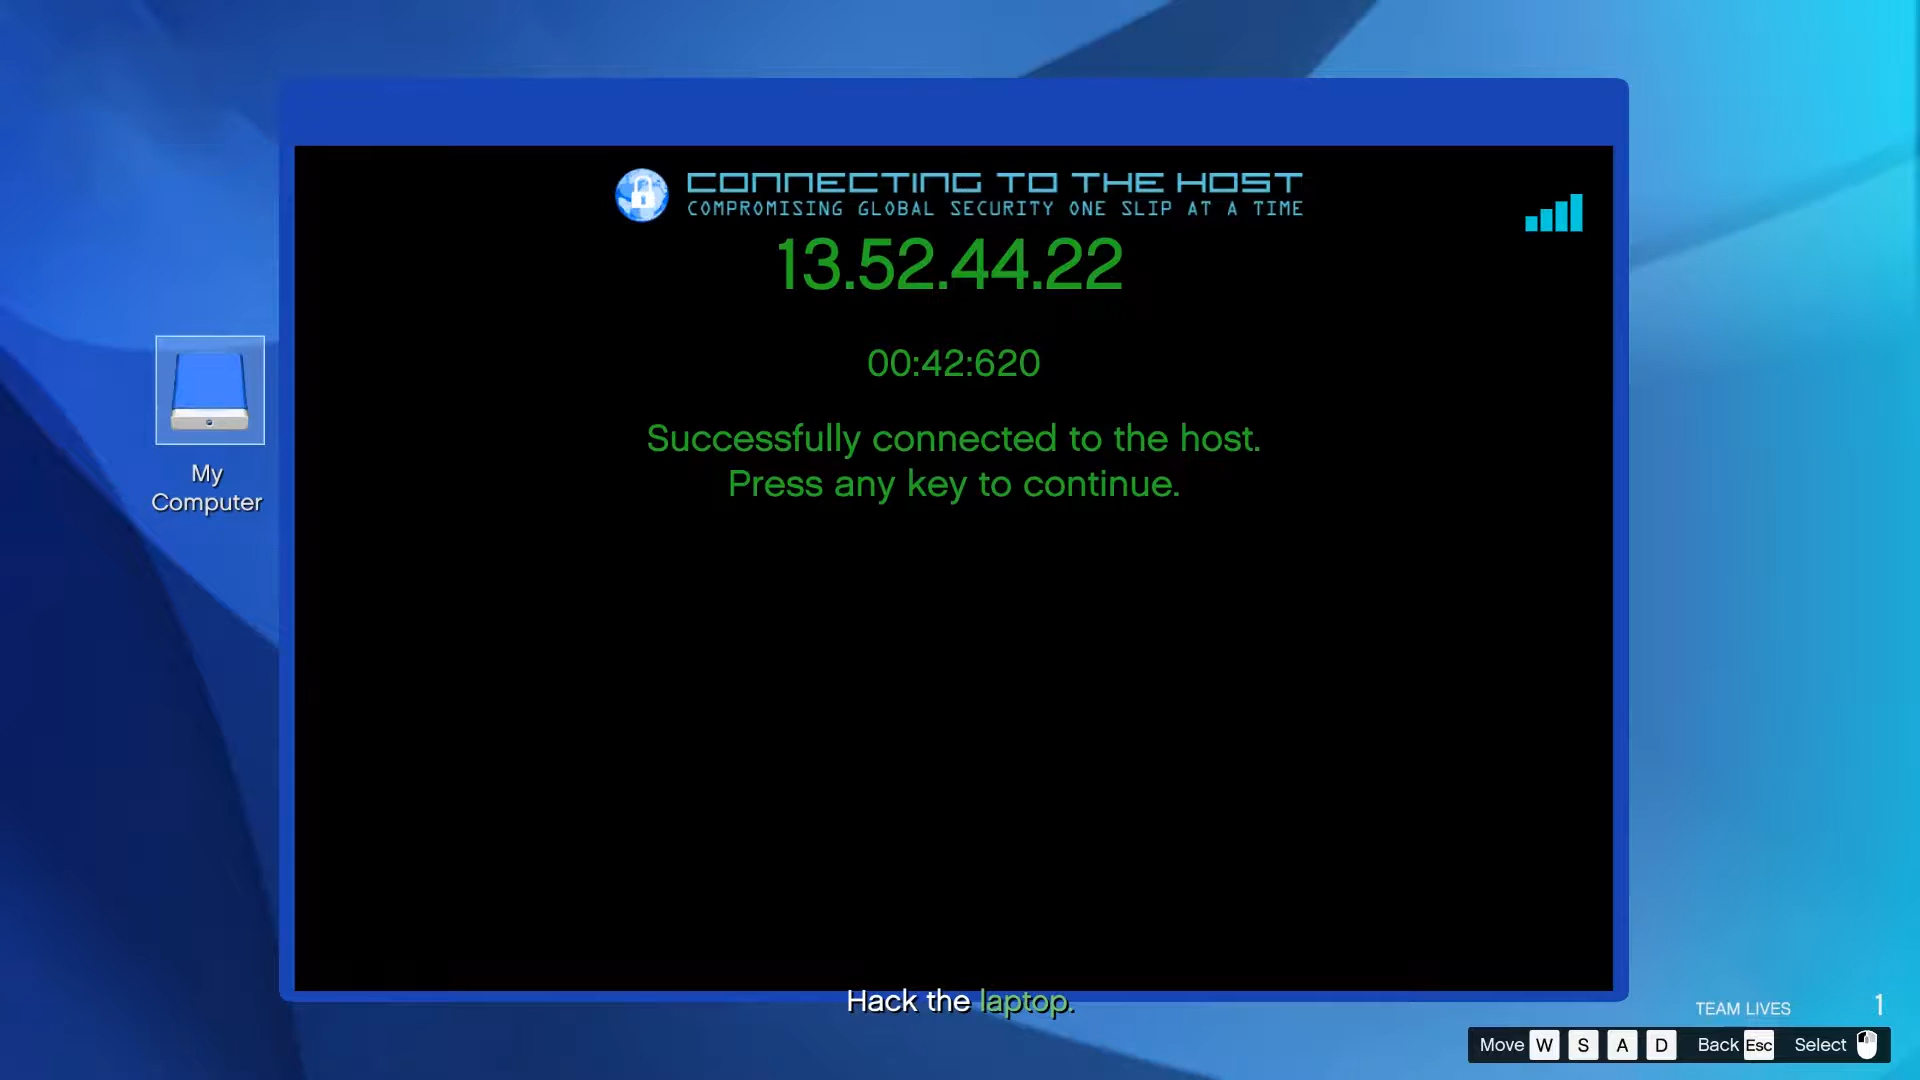 CONNECTING TO THE HOST
COMPROMISING GLOBAL SECURITY ONE SLIP AT A TIME
13.52.44.22
00:42:620
Successfully connected to the host.
Press any key to continue.
My
Computer
Hack the laptop.
TEAM LIVES 1
Move W S A D Back Esc Select